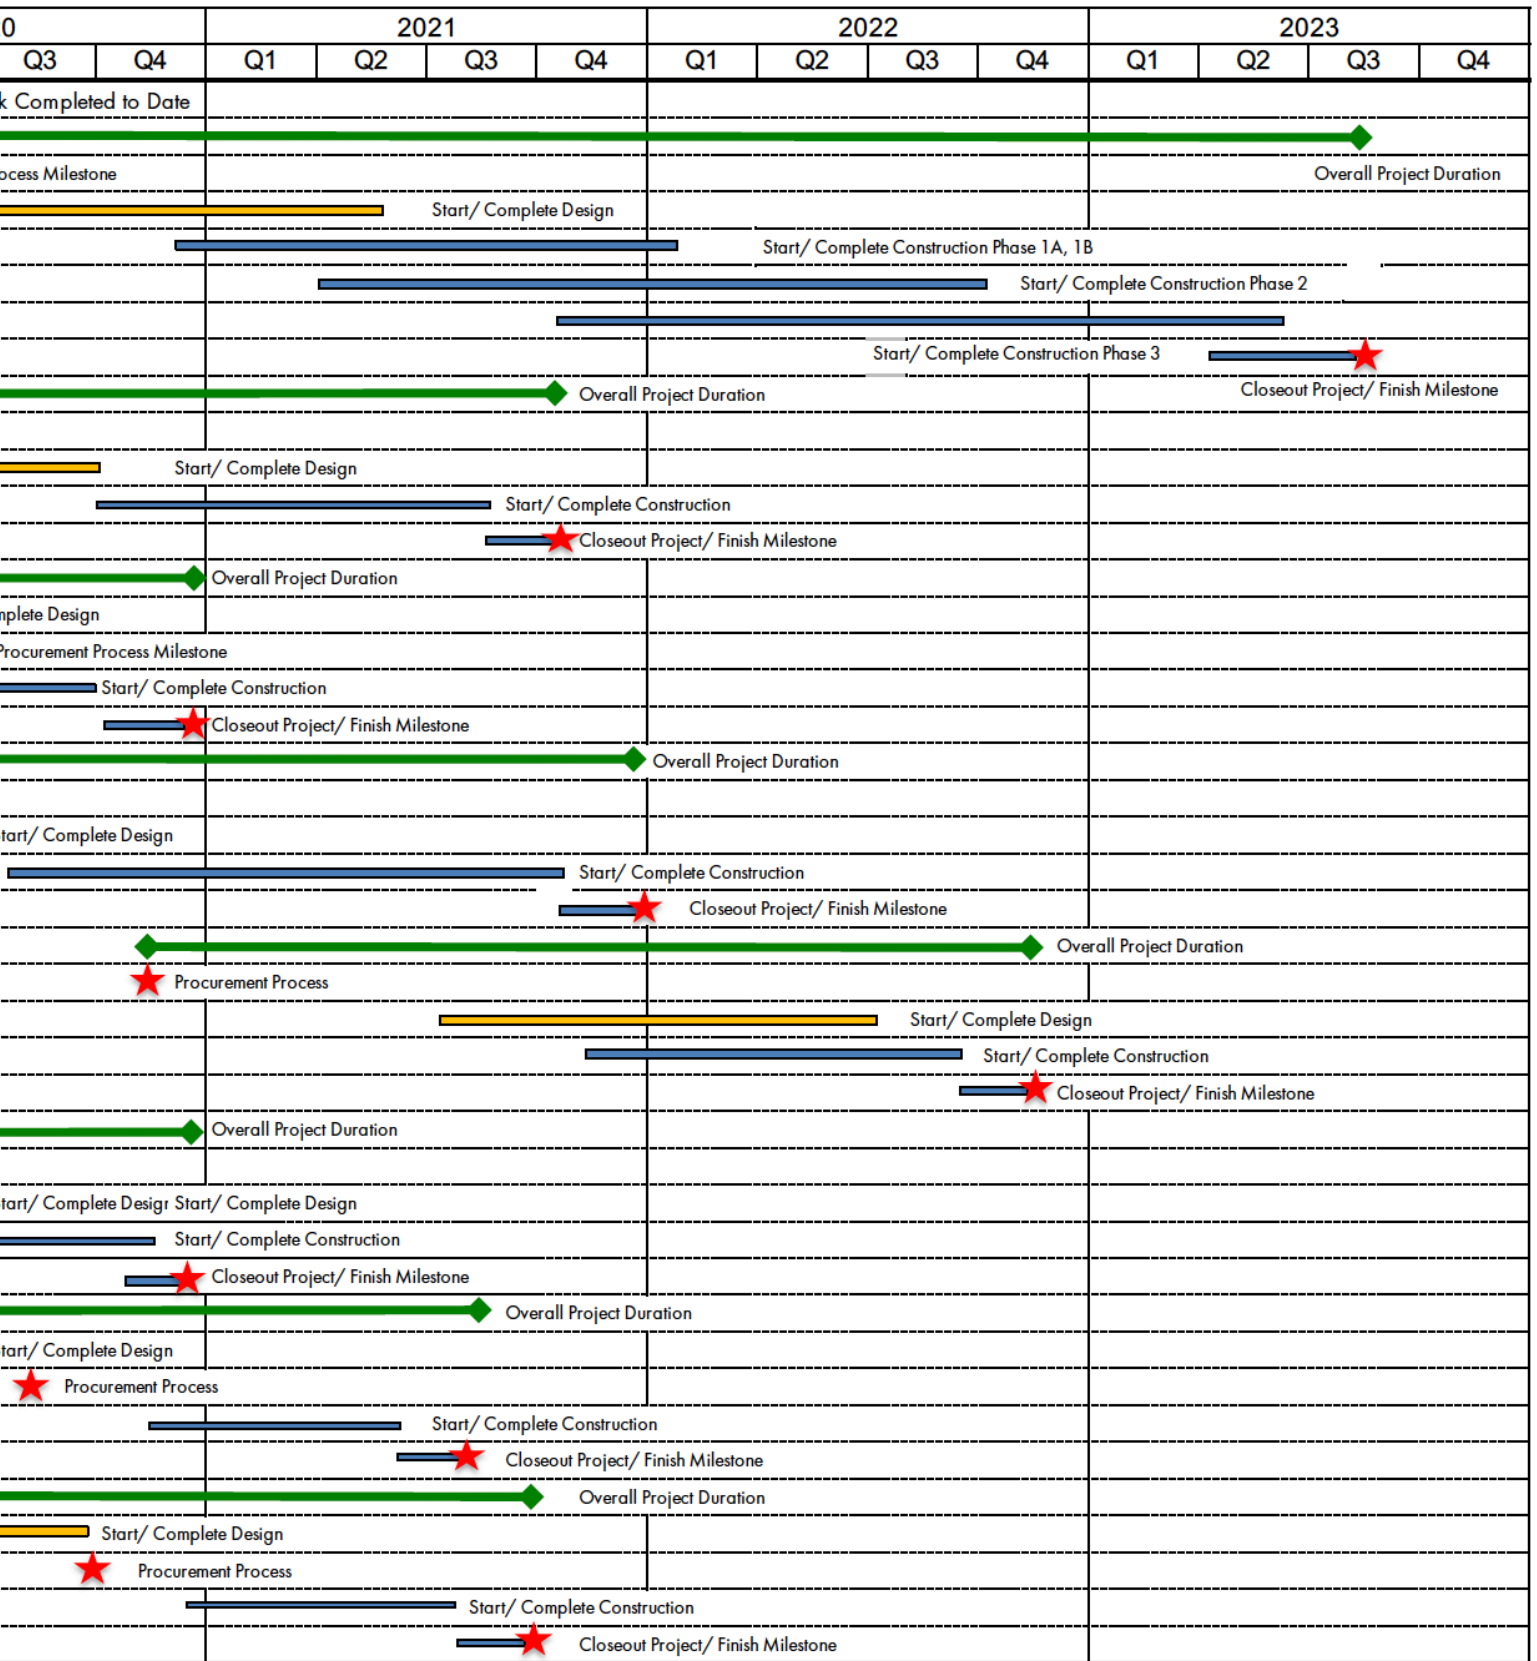 0 2021 2022 2023
Q3 Q4 Q1 Q2 Q3 Q4 Q1 Q2 Q3 Q4 Q1 Q2 Q3 Q4
k Completed to Date
ocess Milestone Overall Project Duration
Start/ Complete Design
Start/ Complete Construction Phase 1A, 1B
Start/ Complete Construction Phase 2
Start/ Complete Construction Phase 3
Closeout Project/ Finish Milestone
Overall Project Duration
Start/ Complete Design
Start/ Complete Construction
Closeout Project/ Finish Milestone
Overall Project Duration
mplete Design
Procurement Process Milestone
Start/ Complete Construction
Closeout Project/ Finish Milestone
Overall Project Duration
tart/ Complete Design
Start/ Complete Construction
Closeout Project/ Finish Milestone
Overall Project Duration
Procurement Process
Start/ Complete Design
Start/ Complete Construction
Closeout Project/ Finish Milestone
Overall Project Duration
tart/ Complete Desigr Start/ Complete Design
Start/ Complete Construction
Closeout Project/ Finish Milestone
Overall Project Duration
tart/ Complete Design
Procurement Process
Start/ Complete Construction
Closeout Project/ Finish Milestone
Overall Project Duration
Start/ Complete Design
Procurement Process
Start/ Complete Construction
Closeout Project/ Finish Milestone